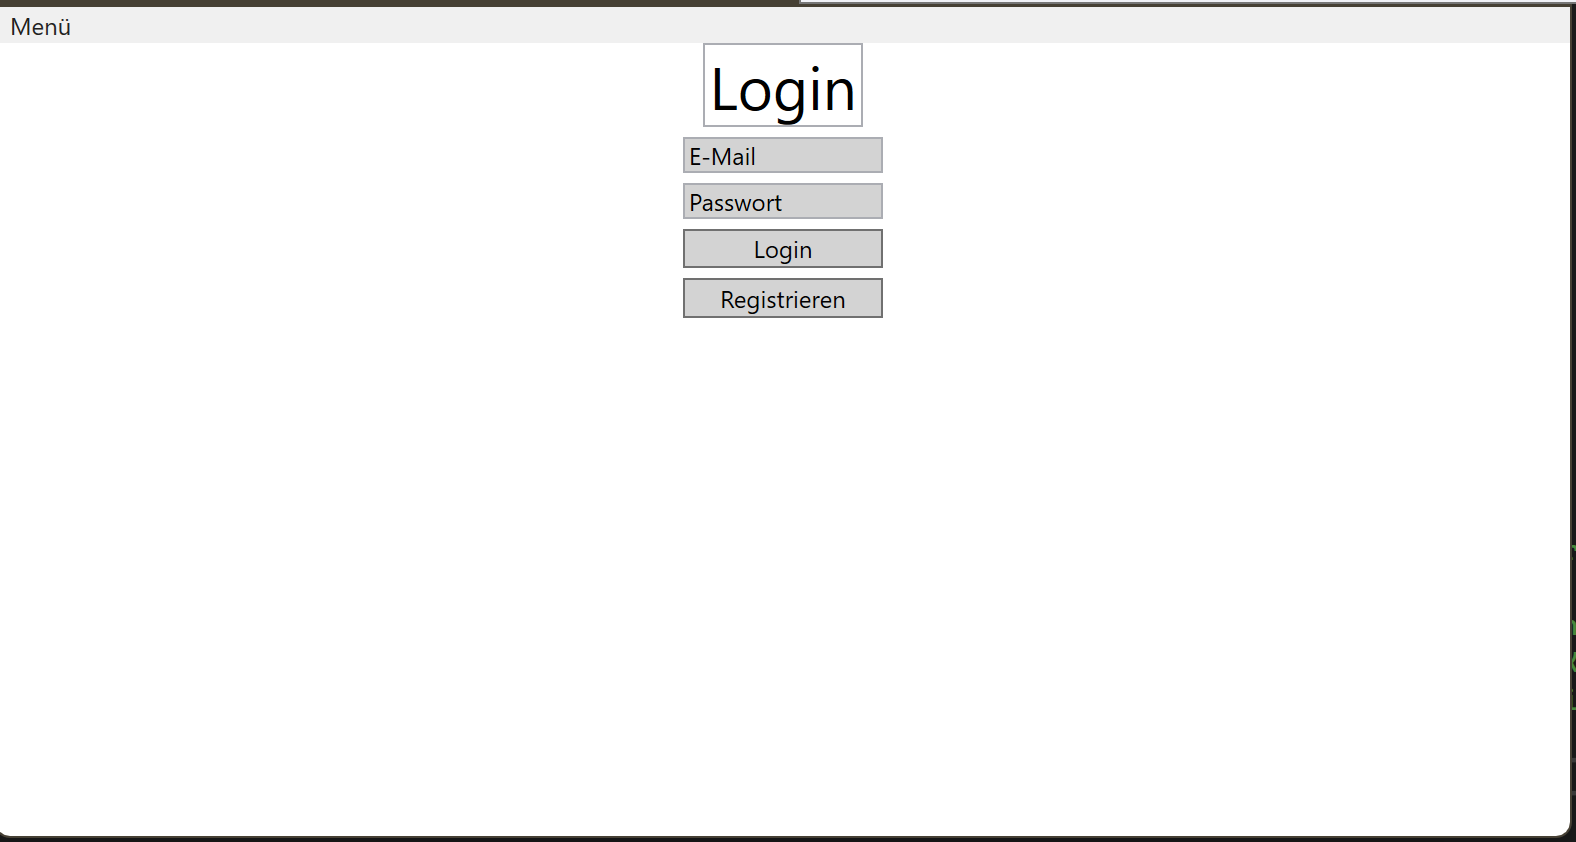 Menü
Login
E-Mail
Passwort
Login
Registrieren